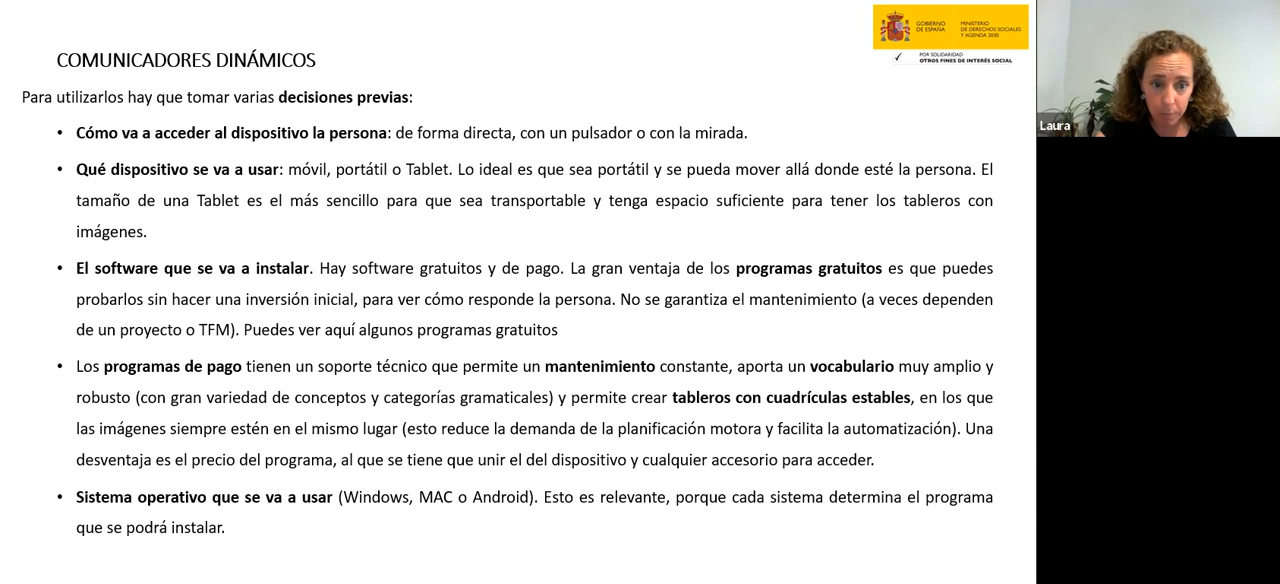 GOBIERNO
DE ESPAÑA
MINISTERIO
DE DERECHOS SOCIALES
Y AGENDA 2030
POR SOLIDARIDAD
OTROS FINES DE INTERÉS SOCIAL
COMUNICADORES DINÁMICOS
Para utilizarlos hay que tomar varias decisiones previas:
• Cómo va a acceder al dispositivo la persona: de forma directa, con un pulsador o con la mirada.
• Qué dispositivo se va a usar: móvil, portátil o Tablet. Lo ideal es que sea portátil y se pueda mover allá donde esté la persona. El
tamaño de una Tablet es el más sencillo para que sea transportable y tenga espacio suficiente para tener los tableros con
imágenes.
• El software que se va a instalar. Hay software gratuitos y de pago. La gran ventaja de los programas gratuitos es que puedes
probarlos sin hacer una inversión inicial, para ver cómo responde la persona. No se garantiza el mantenimiento (a veces dependen
de un proyecto o TFM). Puedes ver aquí algunos programas gratuitos
• Los programas de pago tienen un soporte técnico que permite un mantenimiento constante, aporta un vocabulario muy amplio y
robusto (con gran variedad de conceptos y categorías gramaticales) y permite crear tableros con cuadrículas estables, en los que
las imágenes siempre estén en el mismo lugar (esto reduce la demanda de la planificación motora y facilita la automatización). Una
desventaja es el precio del programa, al que se tiene que unir el del dispositivo y cualquier accesorio para acceder.
• Sistema operativo que se va a usar (Windows, MAC o Android). Esto es relevante, porque cada sistema determina el programa
que se podrá instalar.
Laura